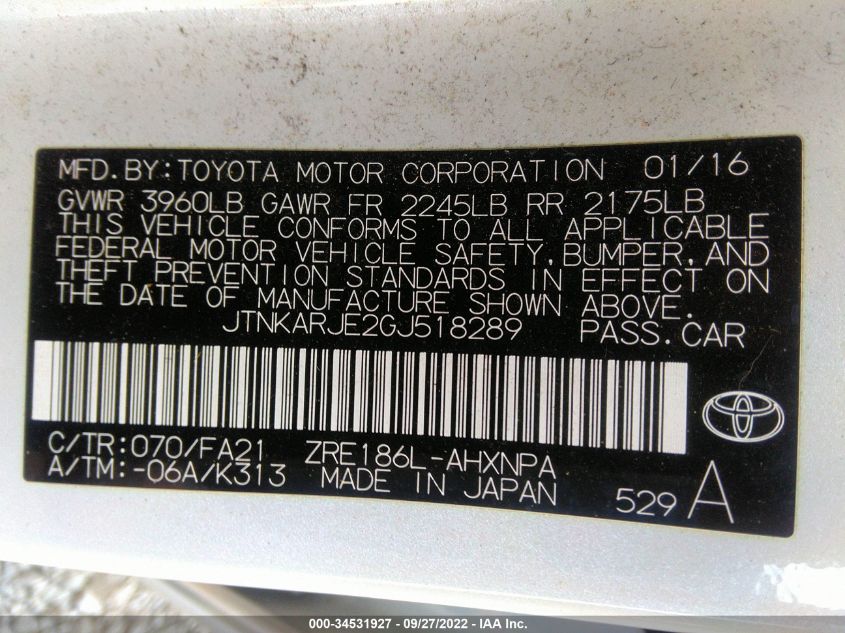 MFD.BY:TOYOTA MOTOR CORPORATION 01/16
GVWR 3960LB GAWR FR 2245LB RR 2175LB
THIS VEHICLE CONFORMS TO ALL APPLICABLE
FEDERAL MOTOR VEHICLE SAFETY,BUMPER,AND
THEFT PREVENTION STANDARDS IN EFFECT ON
THE DATE OF MANUFACTURE SHOWN ABOVE.
JTNKARJE2GJ518289 PASS.CAR
C/TR:070/FA21 ZRE186L-AHXNPA
A/TM:-06A/K313 MADE IN JAPAN 529 A
000-34531927 - 09/27/2022 - IAA Inc.